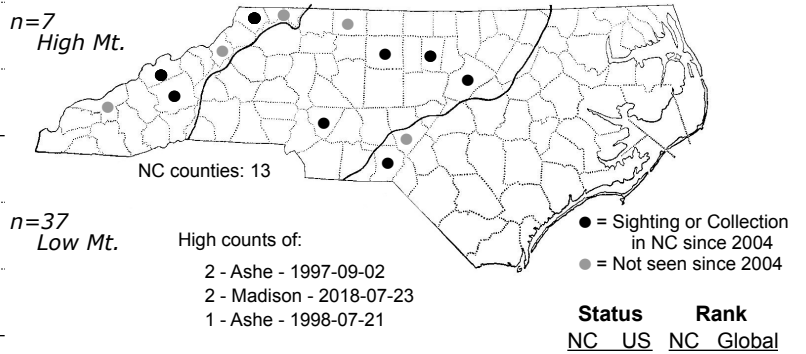 n=7
High Mt.
NC counties: 13
n=37
Low Mt.
High counts of:
2 - Ashe - 1997-09-02
2 - Madison - 2018-07-23
1 - Ashe - 1998-07-21
● = Sighting or Collection
in NC since 2004
● = Not seen since 2004
Status Rank
NC US NC Global